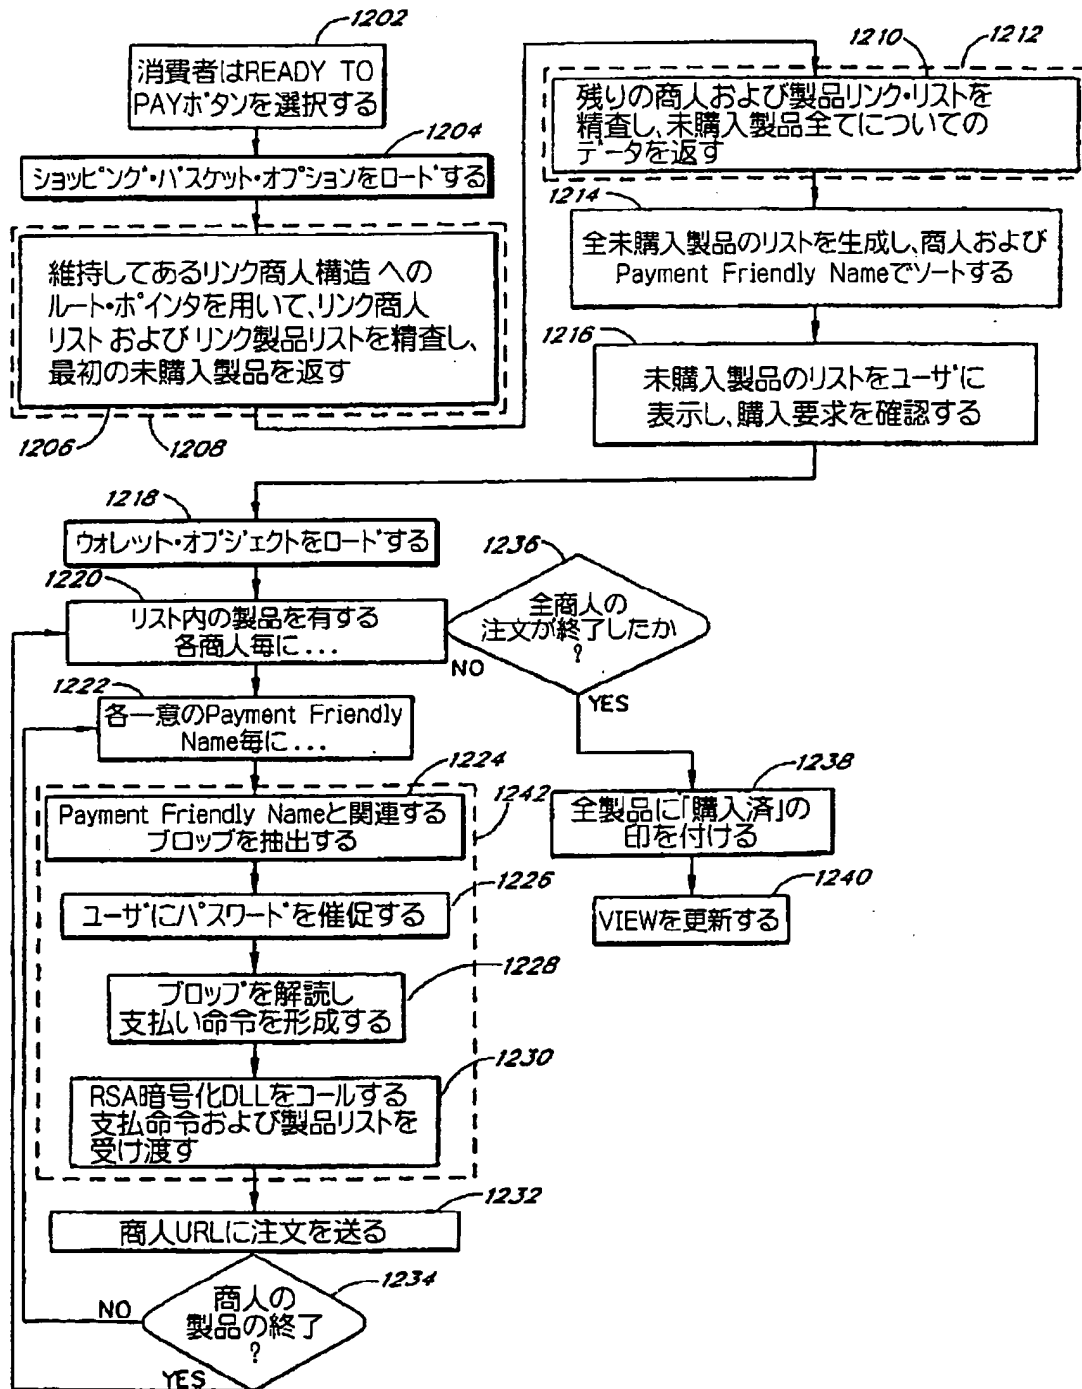 1202
消費者はREADY TO
PAYボタンを選択する
1204
ショッピング・バスケット・オプションをロードする
維持してあるリンク商人構造 への
ルート・ポインタを用いて、リンク商人
リスト および リンク製品リストを精査し、
最初の未購入製品を返す
1206
1208
1210
1212
残りの商人および製品リンク・リストを
精査し、未購入製品全てについての
データを返す
1214
全未購入製品のリストを生成し、商人および
Payment Friendly Nameでソートする
1216
未購入製品のリストをユーザに
表示し、購入要求を確認する
1218
ウォレット・オブジェクトをロードする
1220
リスト内の製品を有する
各商人毎に...
1236
全商人の
注文が終了したか
?
NO
YES
1222
各一意のPayment Friendly
Name毎に...
1224
1242
Payment Friendly Nameと関連する
ブロッブを抽出する
1226
ユーザにパスワードを催促する
1228
ブロッブを解読し
支払い命令を形成する
1230
RSA暗号化DLLをコールする
支払命令および製品リストを
受け渡す
1232
商人URLに注文を送る
1234
商人の
製品の終了
?
NO
YES
1238
全製品に「購入済」の
印を付ける
1240
VIEWを更新する